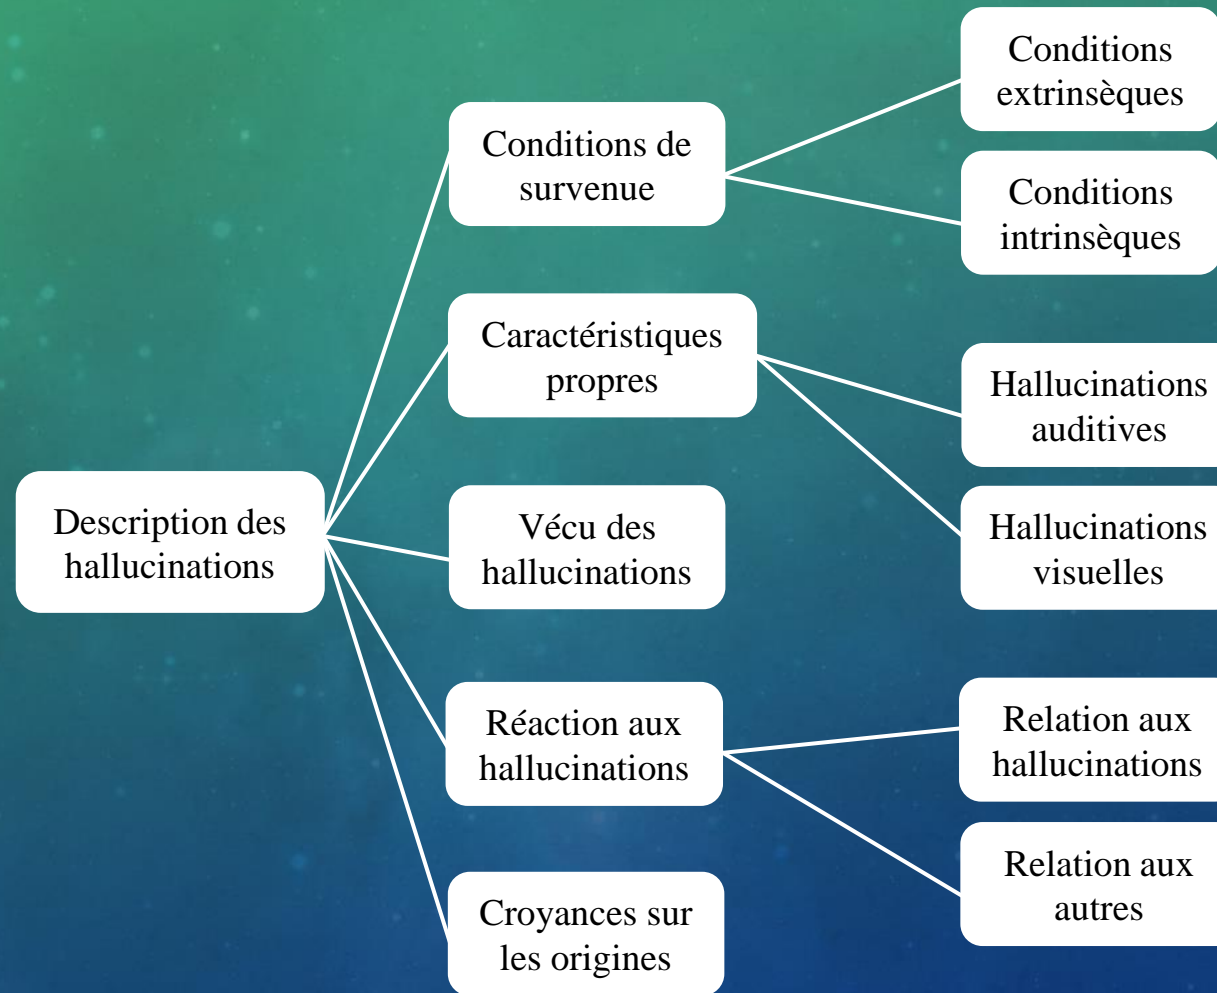 Description des
hallucinations
Conditions de
survenue
Conditions
extrinsèques
Conditions
intrinsèques
Caractéristiques
propres
Hallucinations
auditives
Hallucinations
visuelles
Vécu des
hallucinations
Réaction aux
hallucinations
Relation aux
hallucinations
Relation aux
autres
Croyances sur
les origines